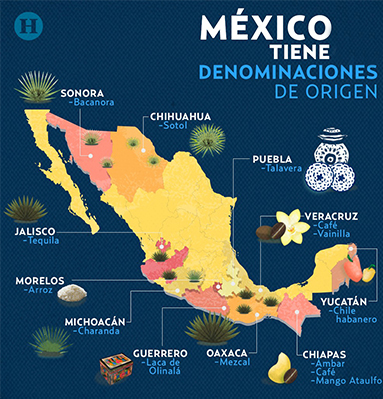 H
MÉXICO
TIENE
DENOMINACIONES
DE ORIGEN
SONORA
-Bacanora
CHIHUAHUA
-Sotol
PUEBLA
-Talavera
VERACRUZ
-Café
-Vainilla
JALISCO
-Tequila
MORELOS
-Arroz
YUCATÁN
-Chile
habanero
MICHOACÁN
-Charanda
GUERRERO
-Laca de
Olinalá
OAXACA
-Mezcal
CHIAPAS
-Ámbar
-Café
-Mango Ataulfo